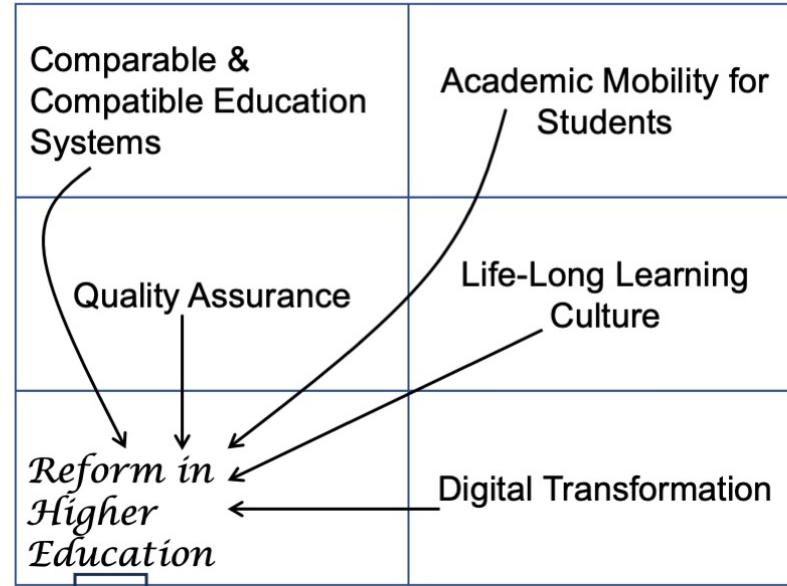 Comparable &
Compatible Education
Systems
Academic Mobility for
Students
Quality Assurance
Life-Long Learning
Culture
Reform in
Higher
Education
Digital Transformation